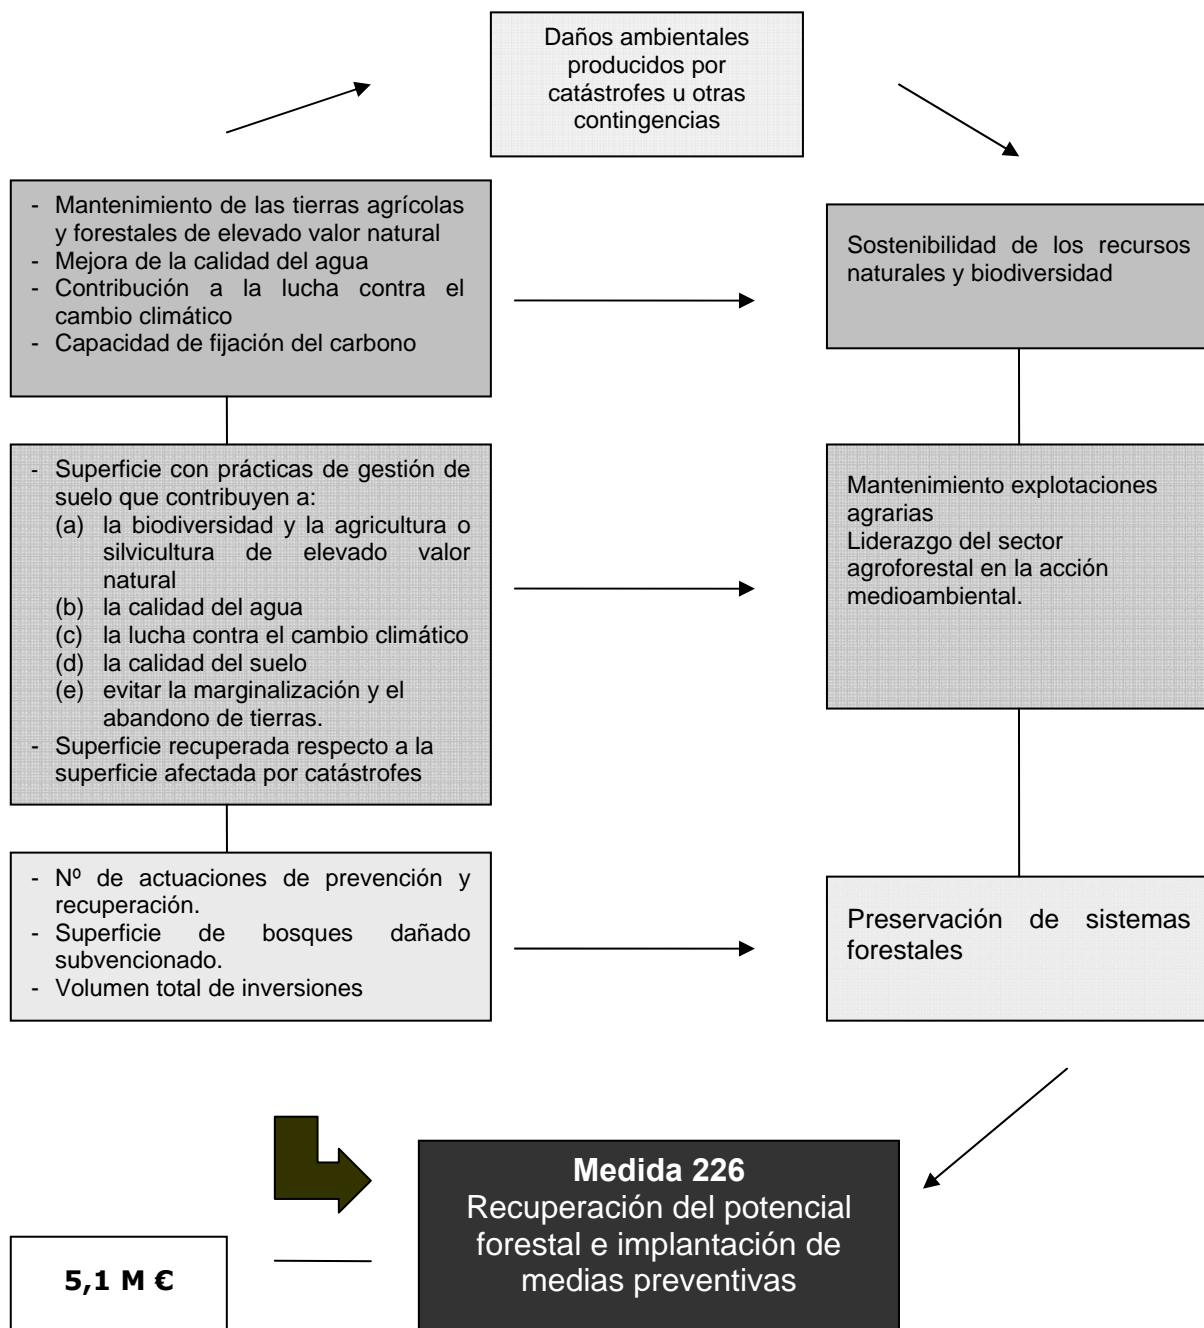 Daños ambientales
producidos por
catástrofes u otras
contingencias
- Mantenimiento de las tierras agrícolas
y forestales de elevado valor natural
- Mejora de la calidad del agua
- Contribución a la lucha contra el
cambio climático
- Capacidad de fijación del carbono
Sostenibilidad de los recursos
naturales y biodiversidad
- Superficie con prácticas de gestión de
suelo que contribuyen a:
(a) la biodiversidad y la agricultura o
silvicultura de elevado valor
natural
(b) la calidad del agua
(c) la lucha contra el cambio climático
(d) la calidad del suelo
(e) evitar la marginalización y el
abandono de tierras.
- Superficie recuperada respecto a la
superficie afectada por catástrofes
Mantenimiento explotaciones
agrarias
Liderazgo del sector
agroforestal en la acción
medioambiental.
- Nº de actuaciones de prevención y
recuperación.
- Superficie de bosques dañado
subvencionado.
- Volumen total de inversiones
Preservación de sistemas
forestales
Medida 226
Recuperación del potencial
forestal e implantación de
medias preventivas
5,1 M €